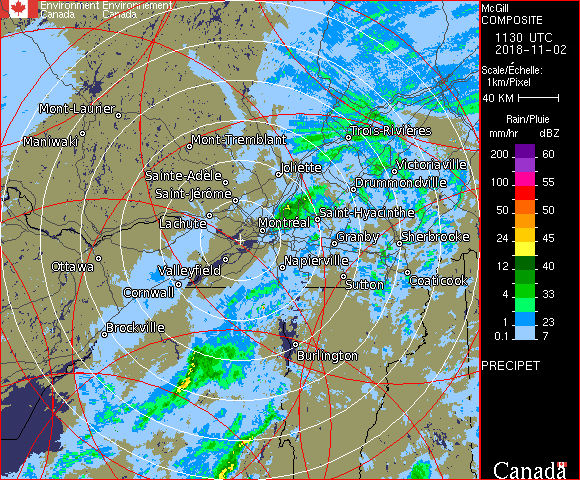 Environment Environnement
Canada Canada
McGill
COMPOSITE
1130 UTC
2018-11-02
Scale/Échelle:
1km/Pixel
40 KM
Rain/Pluie
mm/hr dBZ
200 60
100 55
50 50
24 45
12 40
4 33
1 23
0.1 7
PRECIPET
Canada
Mont-Laurier
Maniwaki
Mont-Tremblant
Trois-Rivières
Sainte-Adèle
Joliette
Victoriaville
Saint-Jérôme
Drummondville
Lachute
Montréal
Saint-Hyacinthe
Granby
Sherbrooke
Ottawa
Valleyfield
Napierville
Cornwall
Sutton
Coaticook
Brockville
Burlington